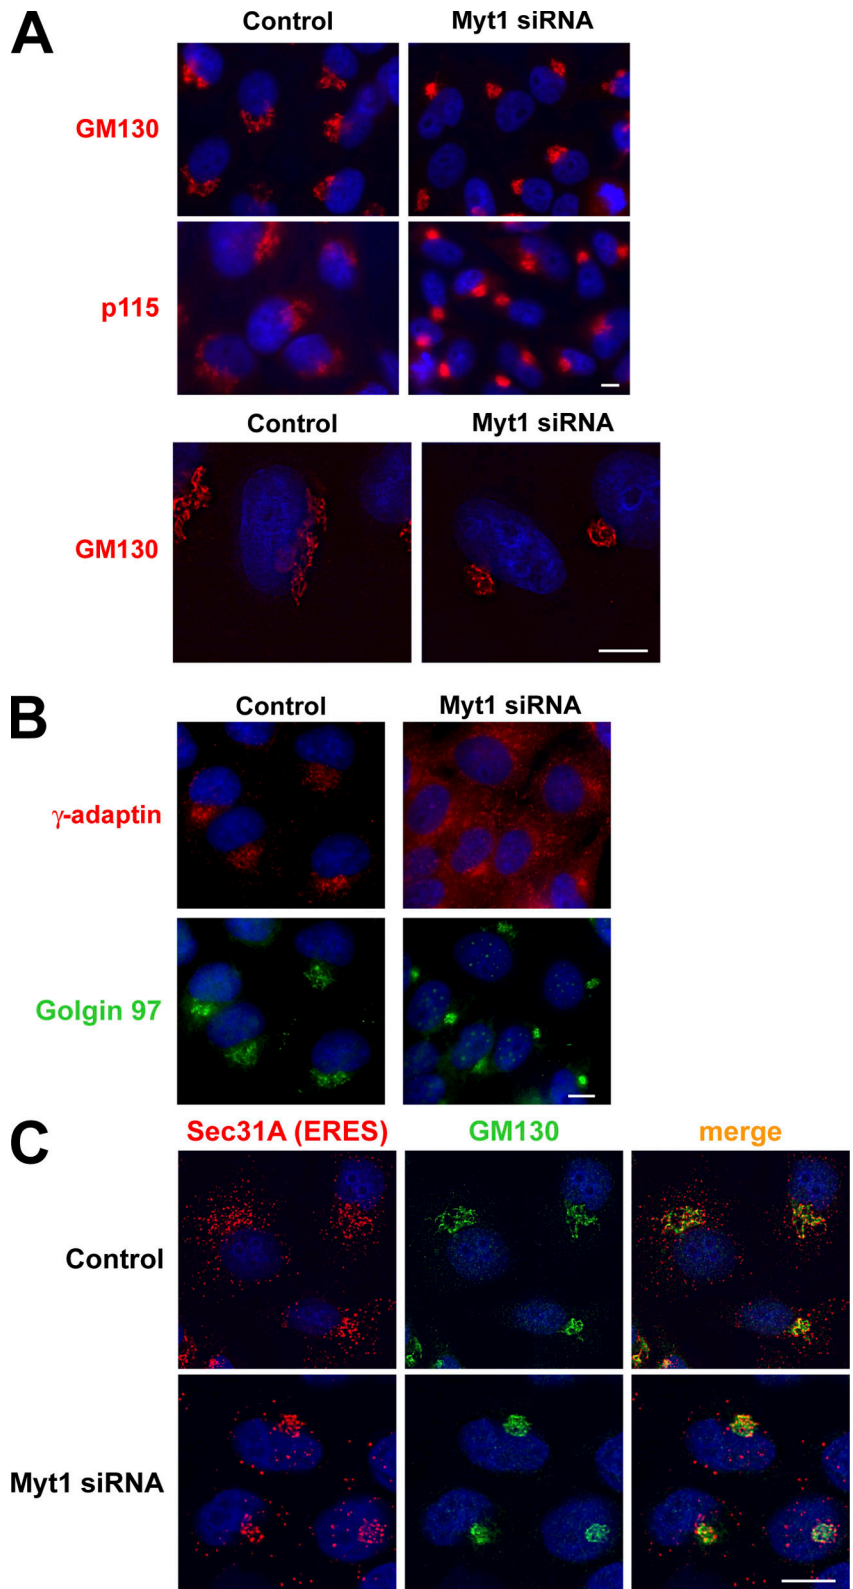 A
Control Myt1 siRNA
GM130
p115
Control Myt1 siRNA
GM130
B
Control Myt1 siRNA
γ-adaptin
Golgin 97
C
Sec31A (ERES) GM130 merge
Control
Myt1 siRNA